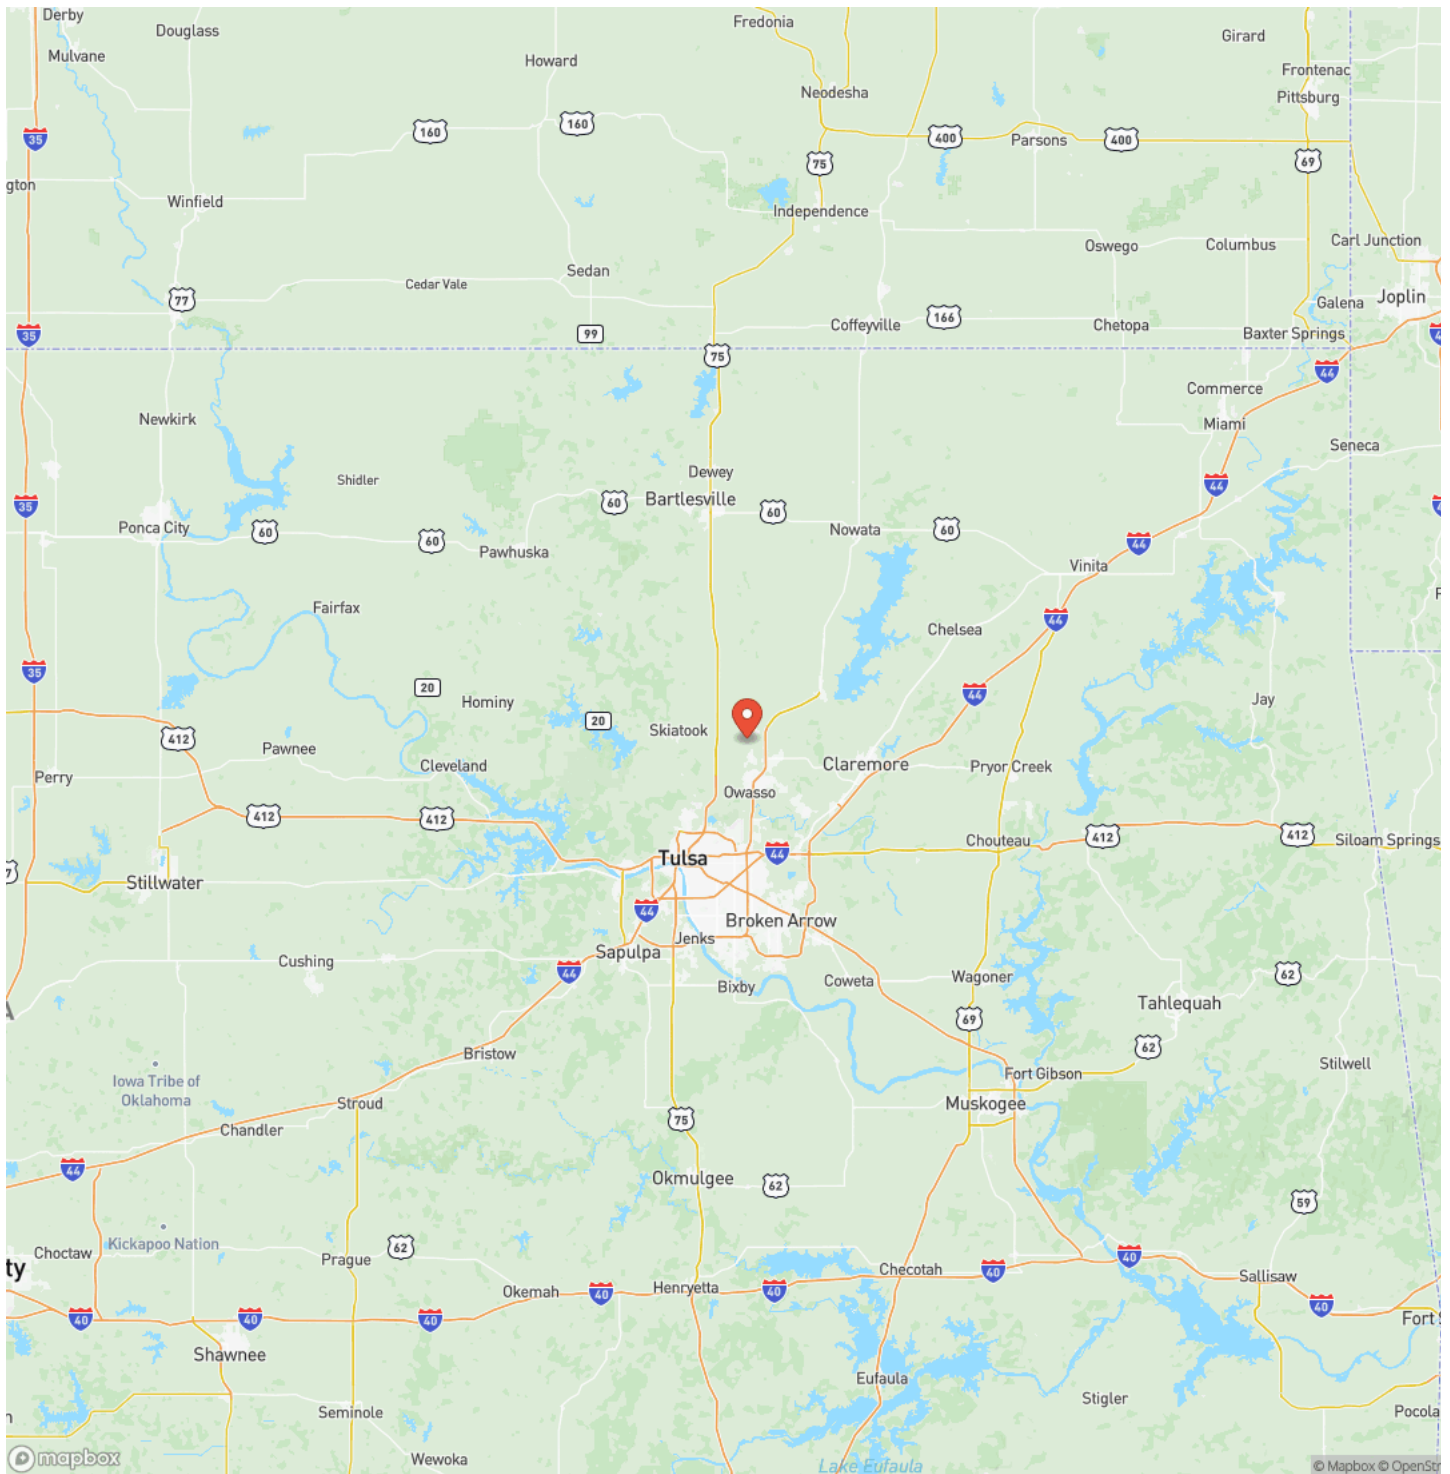 Derby
Douglass
Fredonia
Girard
Mulvane
Howard
Frontenac
Neodesha
Pittsburg
160
160
400
400
35
Parsons
75
69
gton
Winfield
Independence
Oswego
Columbus
Carl Junction
Sedan
Cedar Vale
77
Galena
Joplin
166
Coffeyville
Chetopa
99
Baxter Springs
35
75
44
Commerce
Newkirk
Miami
Seneca
Dewey
Shidler
44
Bartlesville
60
35
60
Ponca City
60
60
60
Nowata
44
Pawhuska
Vinita
Fairfax
44
Chelsea
35
20
44
Hominy
Jay
20
Skiatook
412
Pawnee
Cleveland
Claremore
Pryor Creek
Perry
Owasso
412
412
412
412
Chouteau
Siloam Springs
44
Tulsa
7
Stillwater
44
Broken Arrow
Jenks
Sapulpa
Cushing
44
62
Coweta
Wagoner
Bixby
Tahlequah
A
69
62
Bristow
Stilwell
Iowa Tribe of
Oklahoma
Fort Gibson
Stroud
Muskogee
75
Chandler
44
Okmulgee
62
59
Kickapoo Nation
62
Choctaw
40
Prague
ty
Checotah
40
Sallisaw
Okemah
40
Henryetta
40
40
40
40
40
Fort S
Shawnee
Eufaula
Stigler
Seminole
Pocola
Wewoka
Lake Eufaula
mapbox
© Mapbox © OpenStr